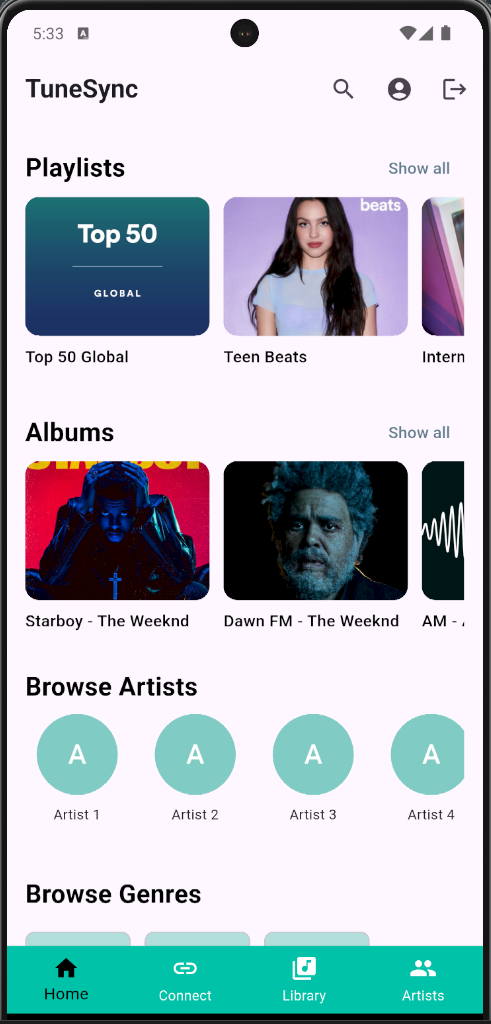 5:33
TuneSync
Playlists Show all
Top 50
GLOBAL
beats
Top 50 Global Teen Beats Intern
Albums Show all
Starboy - The Weeknd Dawn FM - The Weeknd AM -
Browse Artists
A A A A
Artist 1 Artist 2 Artist 3 Artist 4
Browse Genres
Home Connect Library Artists